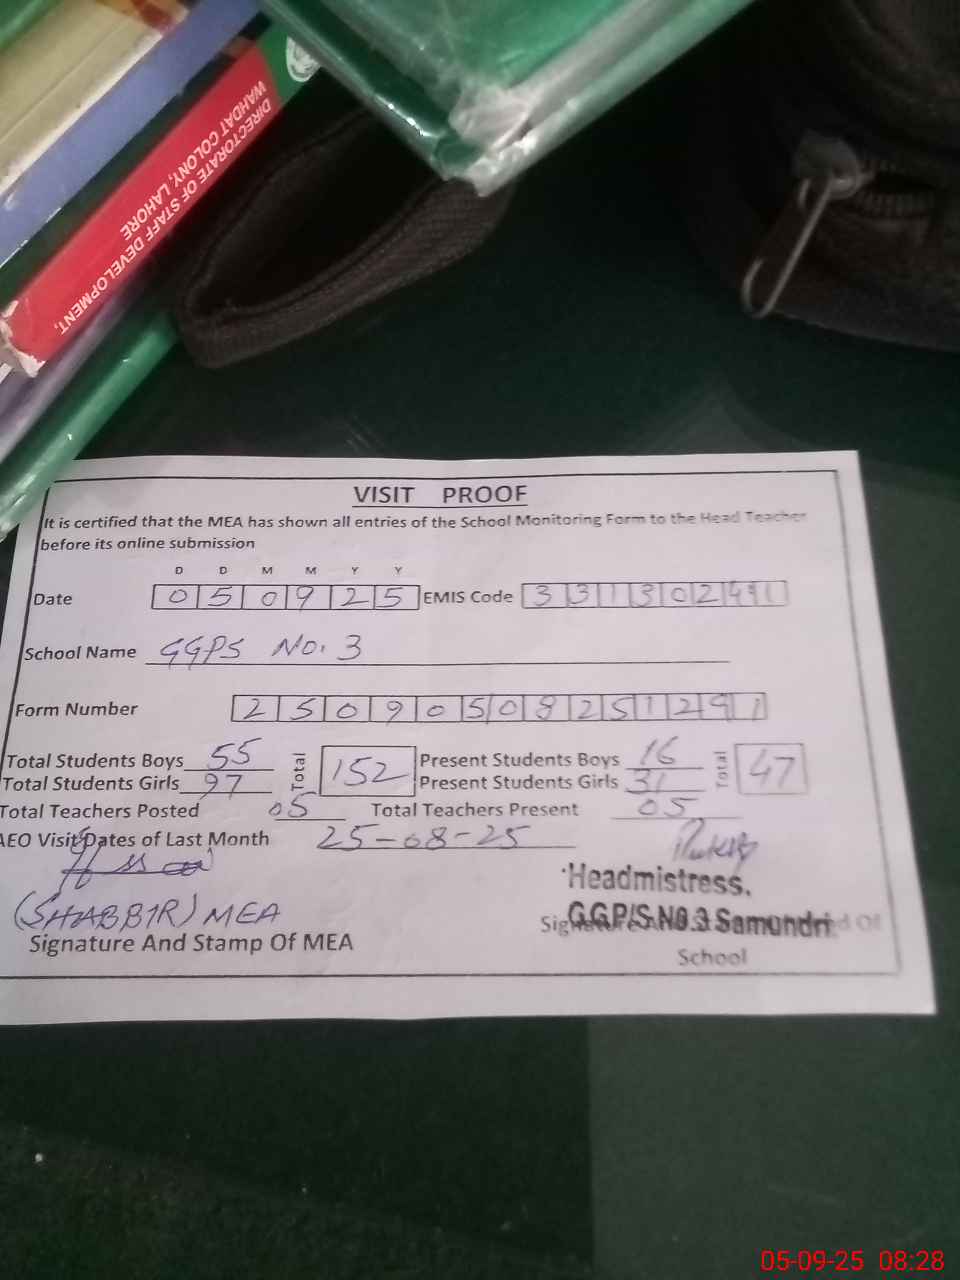 DIRECTORATE OF STAFF DEVELOPMENT,
WAHDAT COLONY, LAHORE
VISIT PROOF
It is certified that the MEA has shown all entries of the School Monitoring Form to the Head Teacher
before its online submission
D D M M Y Y
Date 0 5 0 9 2 5 EMIS Code 3 3 1 3 0 2 4 1
School Name GGPS No. 3
Form Number 2 5 0 9 0 5 0 8 2 5 1 2 9 1
Total Students Boys 55 Total 152 Present Students Boys 16 Total 47
Total Students Girls 97 Present Students Girls 31
Total Teachers Posted 05 Total Teachers Present 05
AEO Visit Dates of Last Month 25-08-25
Headmistress.
(SHABBIR) MEA G.G.P/S N0.3 Samundri
Signature And Stamp Of MEA School
05-09-25 08:28